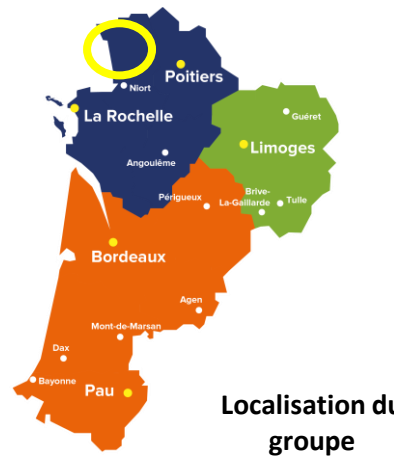 Poitiers
Niort
La Rochelle
Guéret
Limoges
Angoulême
Périgueux
Brive-
La-Gaillarde
Tulle
Bordeaux
Agen
Mont-de-Marsan
Dax
Bayonne
Pau
Localisation du
groupe